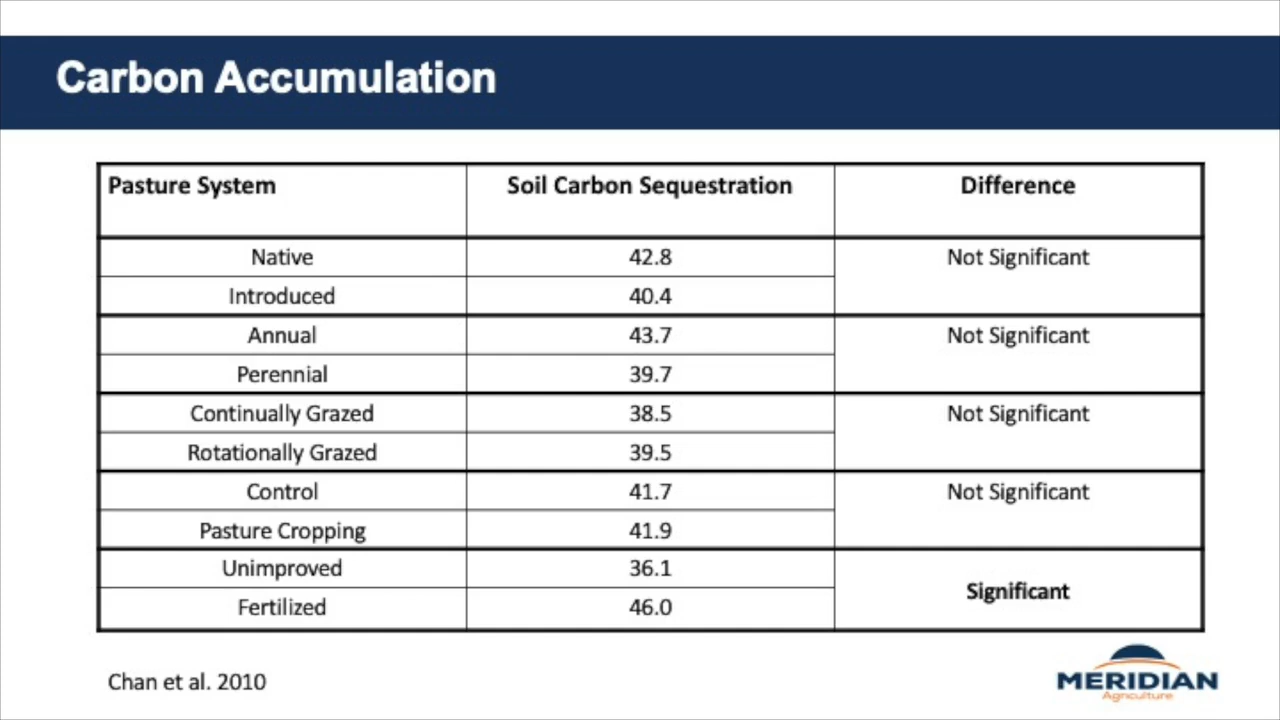 Carbon Accumulation
Pasture System Soil Carbon Sequestration Difference
Native 42.8 Not Significant
Introduced 40.4
Annual 43.7 Not Significant
Perennial 39.7
Continually Grazed 38.5 Not Significant
Rotationally Grazed 39.5
Control 41.7 Not Significant
Pasture Cropping 41.9
Unimproved 36.1
Significant
Fertilized 46.0
Chan et al. 2010
MERIDIAN
Agriculture